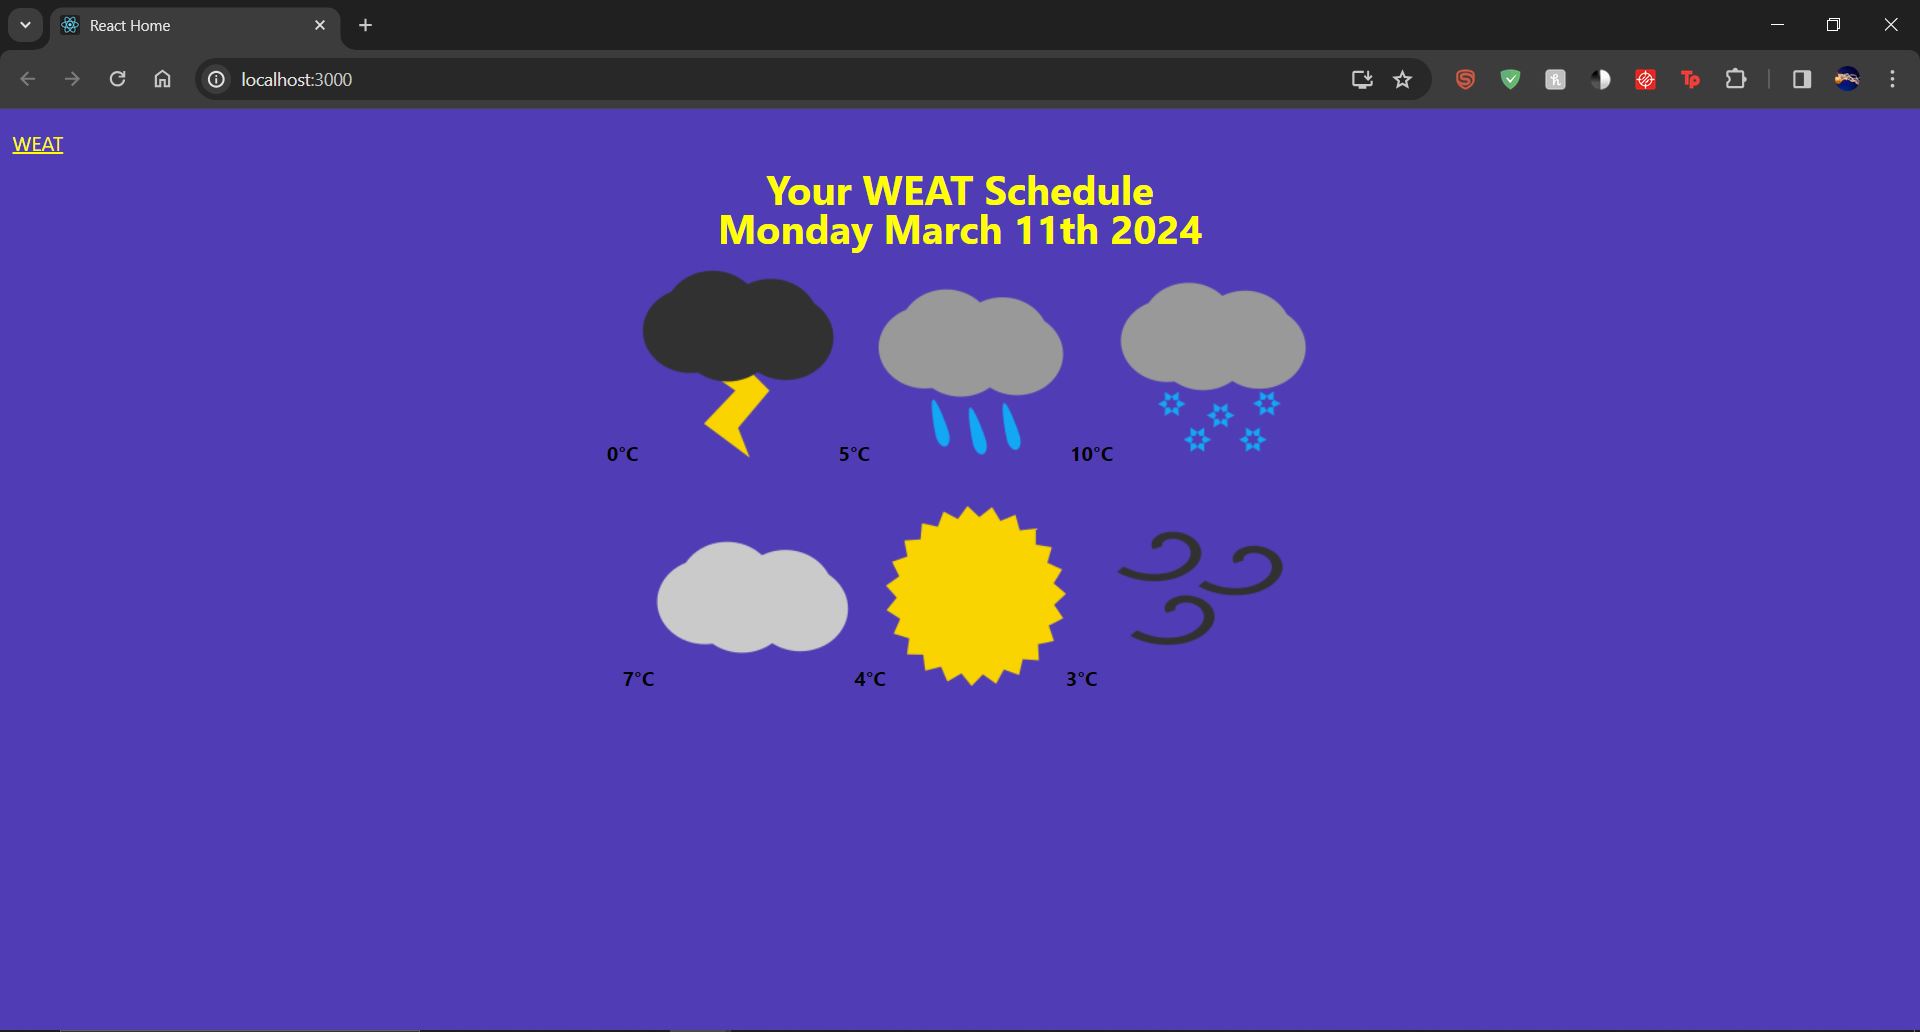 React Home
localhost:3000
WEAT
Your WEAT Schedule
Monday March 11th 2024
0°C 5°C 10°C
7°C 4°C 3°C